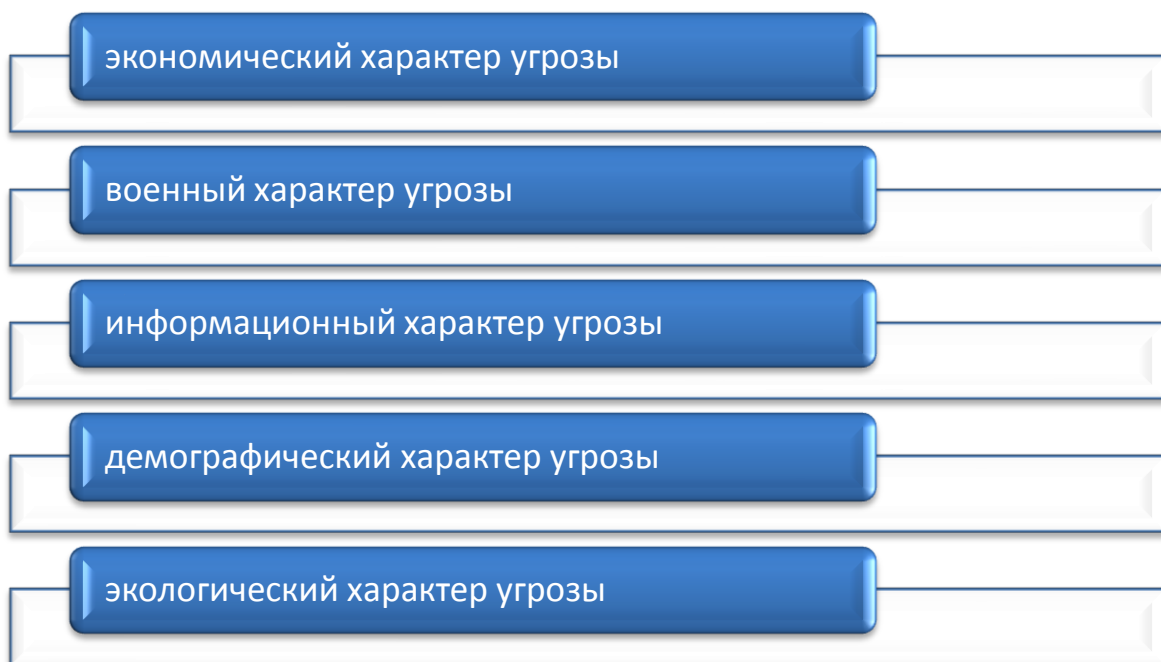 экономический характер угрозы
военный характер угрозы
информационный характер угрозы
демографический характер угрозы
экологический характер угрозы